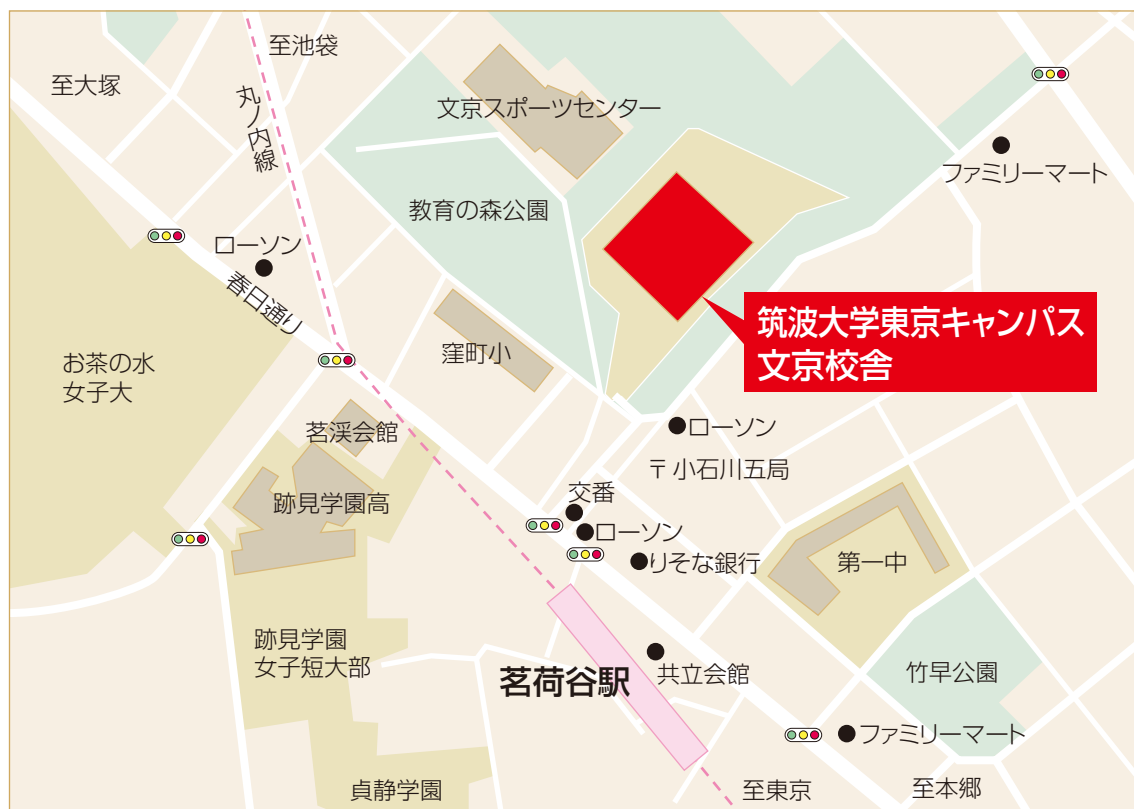 至池袋
至大塚
丸ノ内線
文京スポーツセンター
ファミリーマート
教育の森公園
ローソン
春日通り
筑波大学東京キャンパス
文京校舎
窪町小
お茶の水
女子大
茗渓会館
ローソン
〒小石川五局
跡見学園高
交番
ローソン
りそな銀行
第一中
跡見学園
女子短大部
茗荷谷駅
共立会館
竹早公園
ファミリーマート
貞静学園
至東京
至本郷